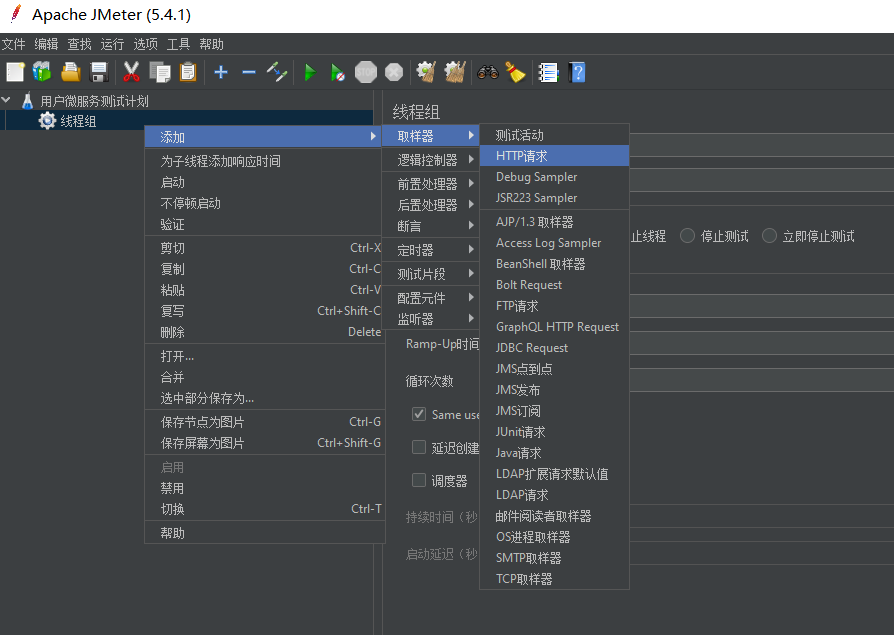 Apache JMeter (5.4.1)
文件 编辑 查找 运行 选项 工具 帮助
STOP
用户微服务测试计划
线程组
线程组
添加
为子线程添加响应时间
启动
不停顿启动
验证
剪切 Ctrl-X
复制 Ctrl-C
粘贴 Ctrl-V
复写 Ctrl+Shift-C
删除 Delete
打开...
合并
选中部分保存为...
保存节点为图片 Ctrl-G
保存屏幕为图片 Ctrl+Shift-G
启用
禁用
切换 Ctrl-T
帮助
取样器
逻辑控制器
前置处理器
后置处理器
断言
定时器
测试片段
配置元件
监听器
测试活动
HTTP请求
Debug Sampler
JSR223 Sampler
AJP/1.3 取样器
Access Log Sampler
BeanShell 取样器
Bolt Request
FTP请求
GraphQL HTTP Request
JDBC Request
JMS点到点
JMS发布
JMS订阅
JUnit请求
Java请求
LDAP扩展请求默认值
LDAP请求
邮件阅读者取样器
OS进程取样器
SMTP取样器
TCP取样器
止线程 停止测试 立即停止测试
Ramp-Up时间
循环次数
Same use
延迟创建
调度器
持续时间（秒
启动延迟（秒